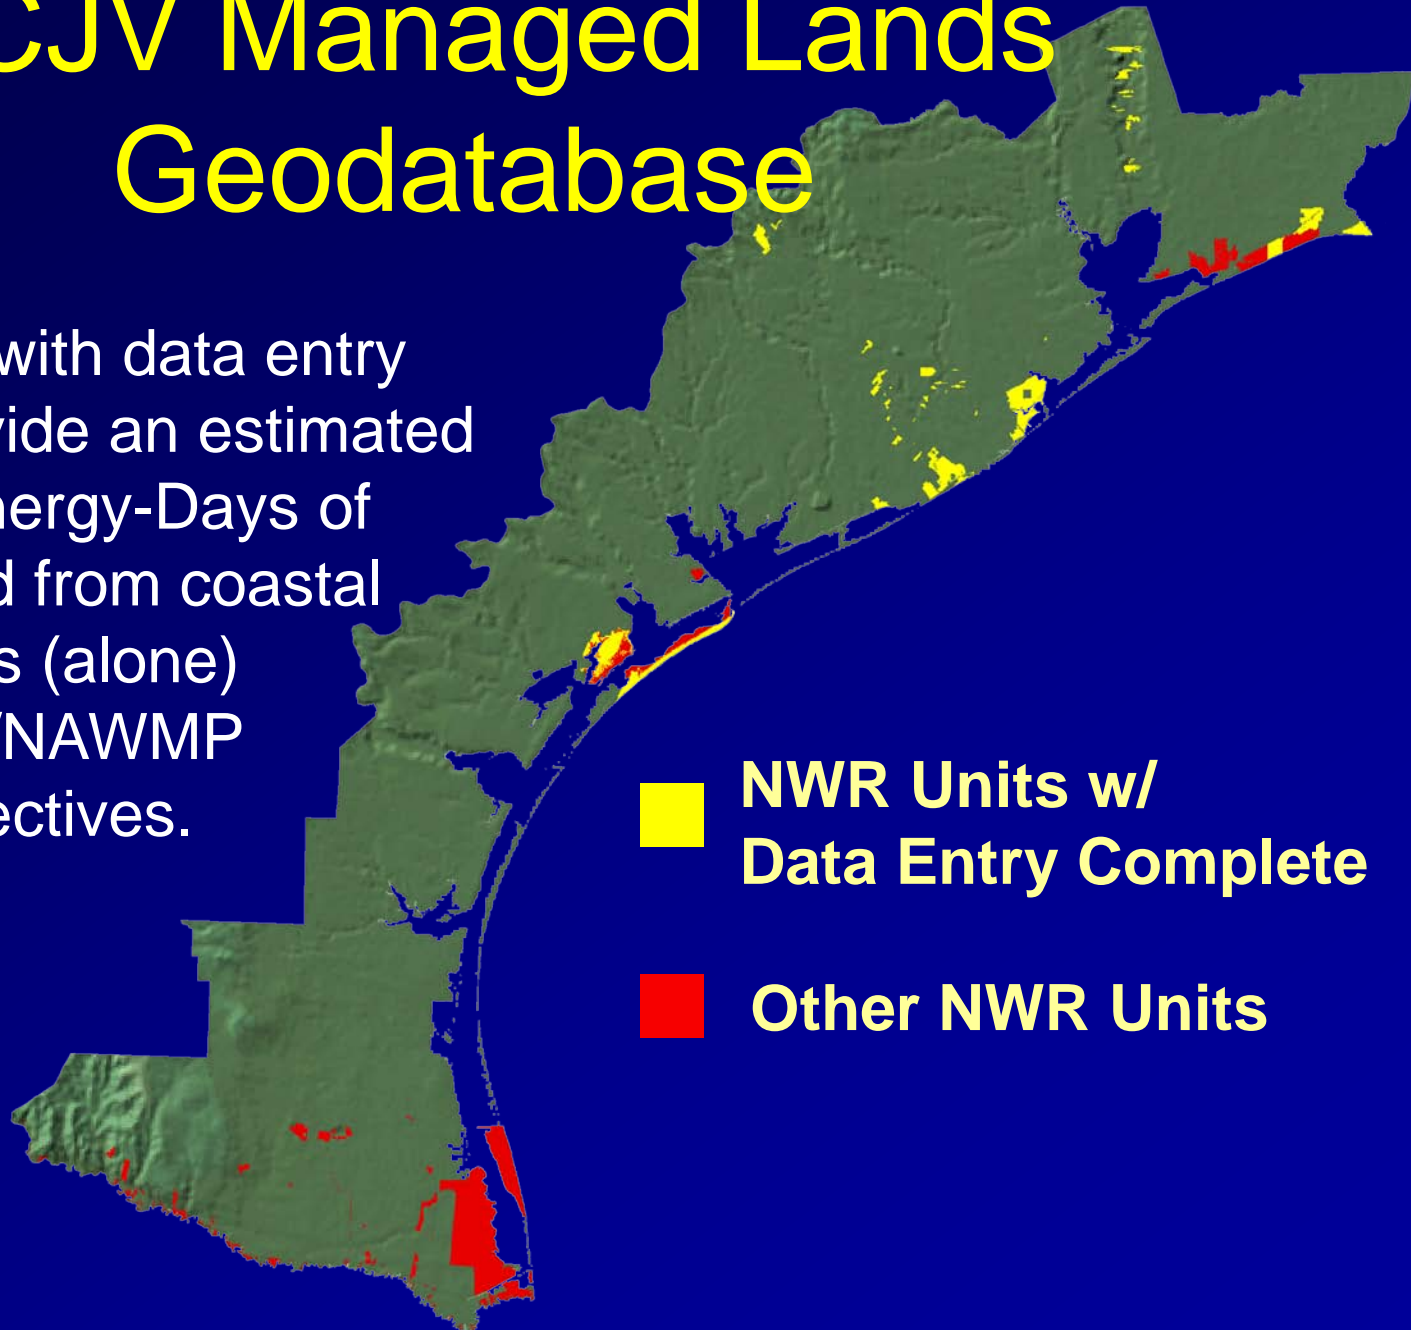 CJV Managed Lands
Geodatabase
with data entry
vide an estimated
nergy-Days of
d from coastal
s (alone)
/NAWMP
ectives.
NWR Units w/
Data Entry Complete
Other NWR Units